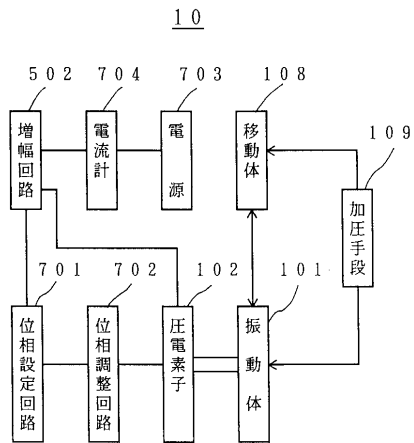 １０
５０２
７０４
７０３
１０８
１０９
増幅回路
電流計
電源
移動体
加圧手段
７０１
７０２
１０２
１０１
位相設定回路
位相調整回路
圧電素子
振動体